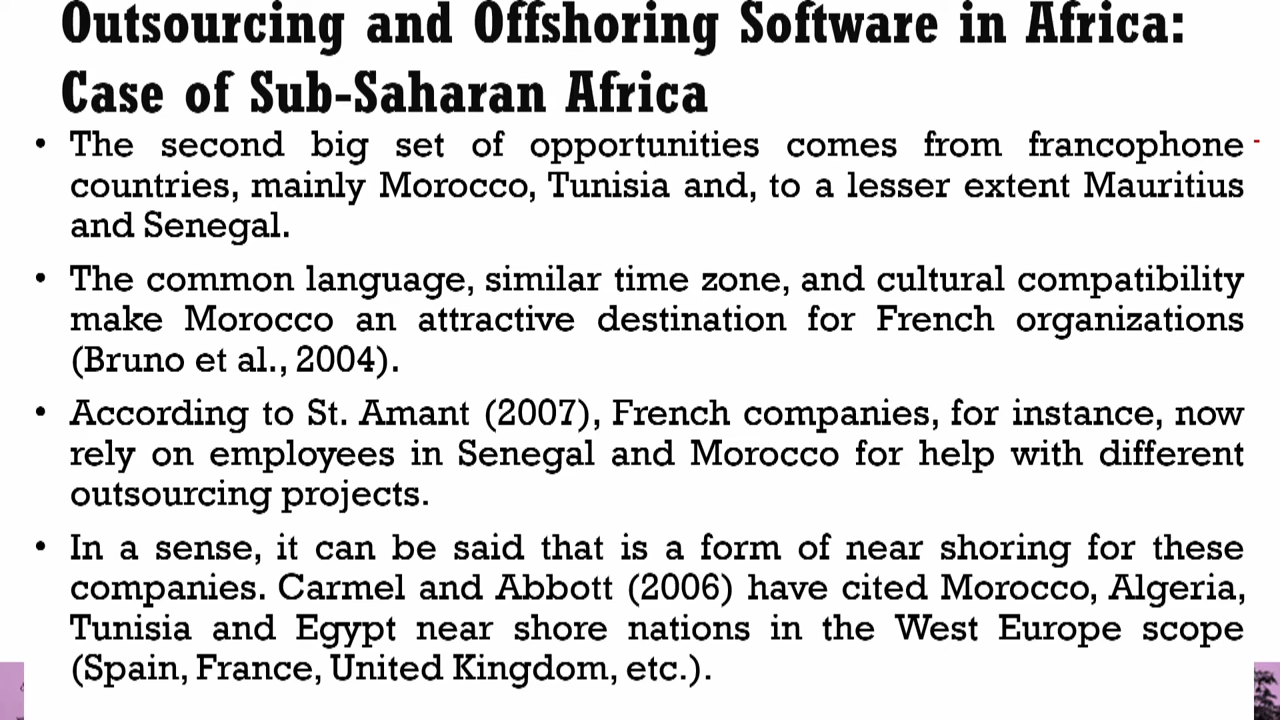 Outsourcing and Offshoring Software in Africa:
Case of Sub-Saharan Africa
• The second big set of opportunities comes from francophone
countries, mainly Morocco, Tunisia and, to a lesser extent Mauritius
and Senegal.
• The common language, similar time zone, and cultural compatibility
make Morocco an attractive destination for French organizations
(Bruno et al., 2004).
• According to St. Amant (2007), French companies, for instance, now
rely on employees in Senegal and Morocco for help with different
outsourcing projects.
• In a sense, it can be said that is a form of near shoring for these
companies. Carmel and Abbott (2006) have cited Morocco, Algeria,
Tunisia and Egypt near shore nations in the West Europe scope
(Spain, France, United Kingdom, etc.).